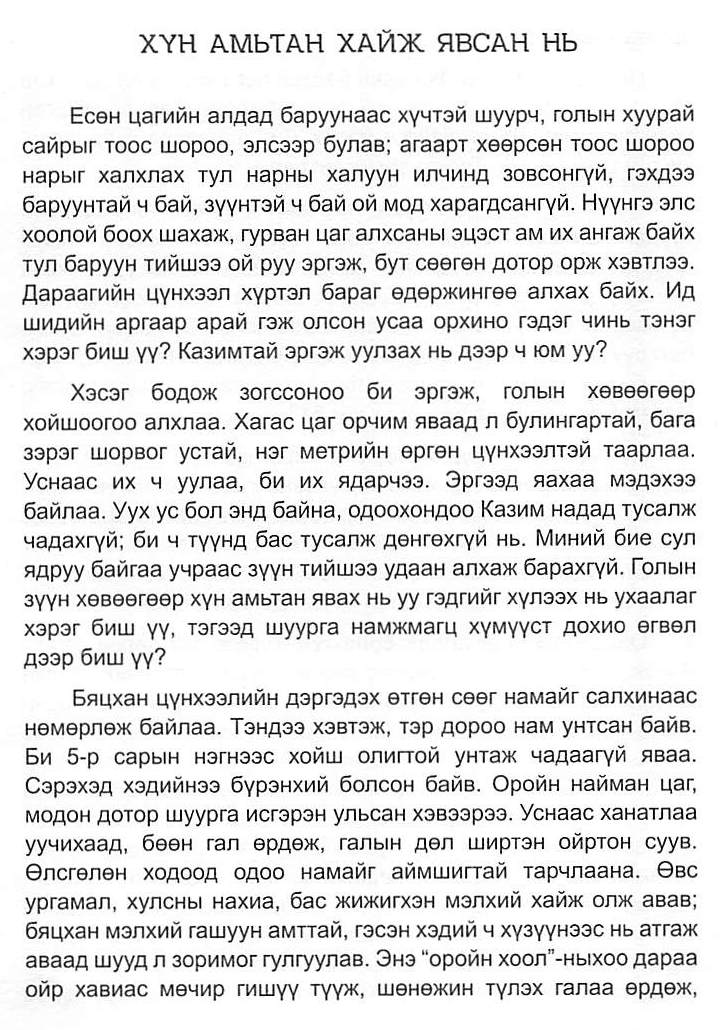 ХҮН АМЬТАН ХАЙЖ ЯВСАН НЬ
Есөн цагийн алдад баруунаас хүчтэй шуурч, голын хуурай
сайрыг тоос шороо, элсээр булав; агаарт хөөрсөн тоос шороо
нарыг халхлах тул нарны халуун илчинд зовсонгүй, гэхдээ
баруунтай ч бай, зүүнтэй ч бай ой мод харагдсангүй. Нүүнгэ элс
хоолой боох шахаж, гурван цаг алхсаны эцэст ам их ангаж байх
тул баруун тийшээ ой руу эргэж, бут сөөгөн дотор орж хэвтлээ.
Дараагийн цүнхээл хүртэл бараг өдөржингөө алхах байх. Ид
шидийн аргаар арай гэж олсон усаа орхино гэдэг чинь тэнэг
хэрэг биш үү? Казимтай эргэж уулзах нь дээр ч юм уу?
Хэсэг бодож зогссоноо би эргэж, голын хөвөөгөөр
хойшоогоо алхлаа. Хагас цаг орчим яваад л булингартай, бага
зэрэг шорвог устай, нэг метрийн өргөн цүнхээлтэй таарлаа.
Уснаас их ч уулаа, би их ядарчээ. Эргээд яахаа мэдэхээ
байлаа. Уух ус бол энд байна, одоохондоо Казим надад тусалж
чадахгүй; би ч түүнд бас тусалж дөнгөхгүй нь. Миний бие сул
ядруу байгаа учраас зүүн тийшээ удаан алхаж барахгүй. Голын
зүүн хөвөөгөөр хүн амьтан явах нь уу гэдгийг хүлээх нь ухаалаг
хэрэг биш үү, тэгээд шуурга намжмагц хүмүүст дохио өгвөл
дээр биш үү?
Бяцхан цүнхээлийн дэргэдэх өтгөн сөөг намайг салхинаас
нөмөрлөж байлаа. Тэндээ хэвтэж, тэр дороо нам унтсан байв.
Би 5-р сарын нэгнээс хойш олигтой унтаж чадаагүй яваа.
Сэрэхэд хэдийнээ бүрэнхий болсон байв. Оройн найман цаг,
модон дотор шуурга исгэрэн ульсан хэвээрээ. Уснаас ханатлаа
уучихаад, бөөн гал өрдөж, галын дөл ширтэн ойртон суув.
Өлсгөлөн ходоод одоо намайг аймшигтай тарчлаана. Өвс
ургамал, хулсны нахиа, бас жижигхэн мэлхий хайж олж авав;
бяцхан мэлхий гашуун амттай, гэсэн хэдий ч хүзүүнээс нь атгаж
аваад шууд л зоримог гулгуулав. Энэ “оройн хоол”-ныхоо дараа
ойр хавиас мөчир гишүү түүж, шөнөжин түлэх галаа өрдөж,